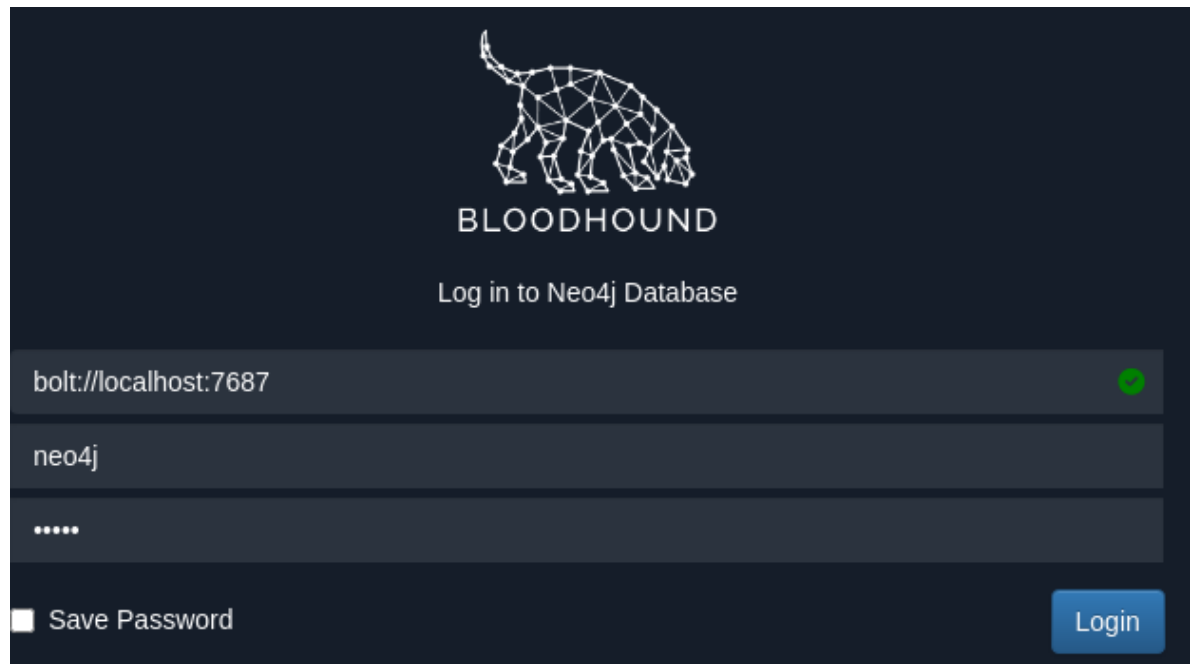 BLOODHOUND
Log in to Neo4j Database
bolt://localhost:7687
neo4j
•••••
Save Password
Login